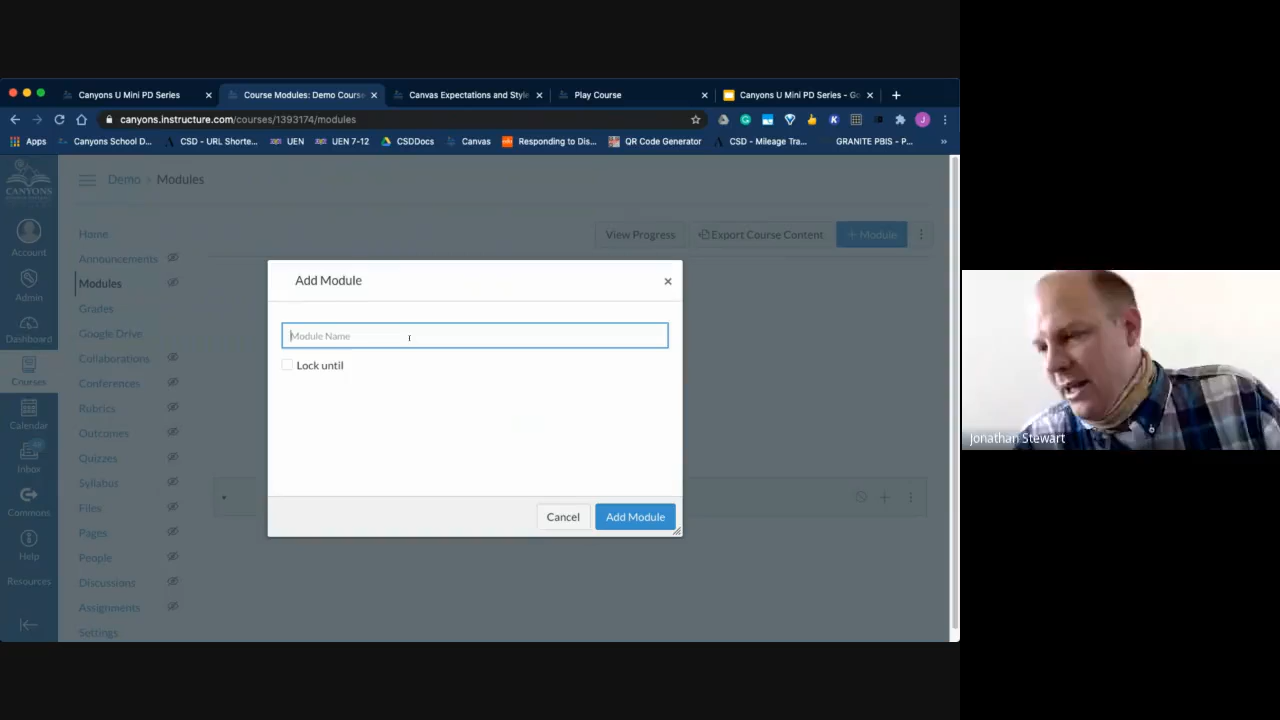 Canyons U Mini PD Series
Course Modules: Demo Course
Canvas Expectations and Style
Play Course
Canyons U Mini PD Series - Go
canyons.instructure.com/courses/1393174/modules
Apps
Canyons School D...
CSD - URL Shorte...
UEN
UEN 7-12
CSDDocs
Canvas
Responding to Dis...
QR Code Generator
CSD - Mileage Tra...
GRANITE PBIS - P...
»
CANYONS
Account
Admin
Dashboard
Courses
Calendar
Inbox
Commons
Help
Resources
Demo > Modules
Home
Announcements
Modules
Grades
Google Drive
Collaborations
Conferences
Rubrics
Outcomes
Quizzes
Syllabus
Files
Pages
People
Discussions
Assignments
Settings
View Progress
Export Course Content
+ Module
Add Module
Module Name
Lock until
Cancel
Add Module
Jonathan Stewart